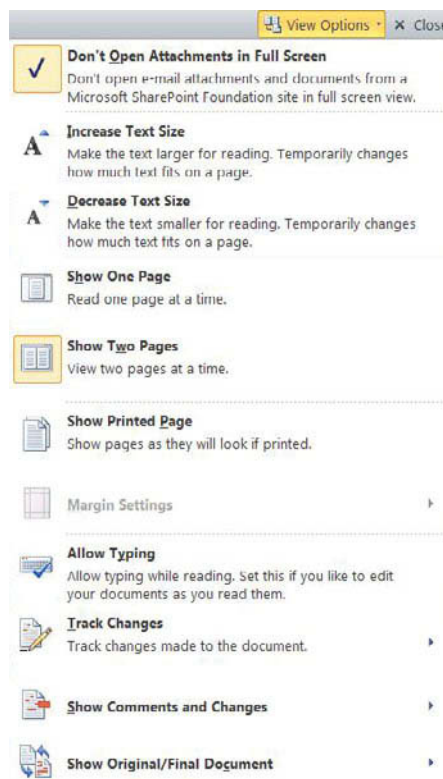 View Options
Close
Don't Open Attachments in Full Screen
Don't open e-mail attachments and documents from a
Microsoft SharePoint Foundation site in full screen view.
Increase Text Size
Make the text larger for reading. Temporarily changes
how much text fits on a page.
Decrease Text Size
Make the text smaller for reading. Temporarily changes
how much text fits on a page.
Show One Page
Read one page at a time.
Show Two Pages
View two pages at a time.
Show Printed Page
Show pages as they will look if printed.
Margin Settings
Allow Typing
Allow typing while reading. Set this if you like to edit
your documents as you read them.
Track Changes
Track changes made to the document.
Show Comments and Changes
Show Original/Final Document